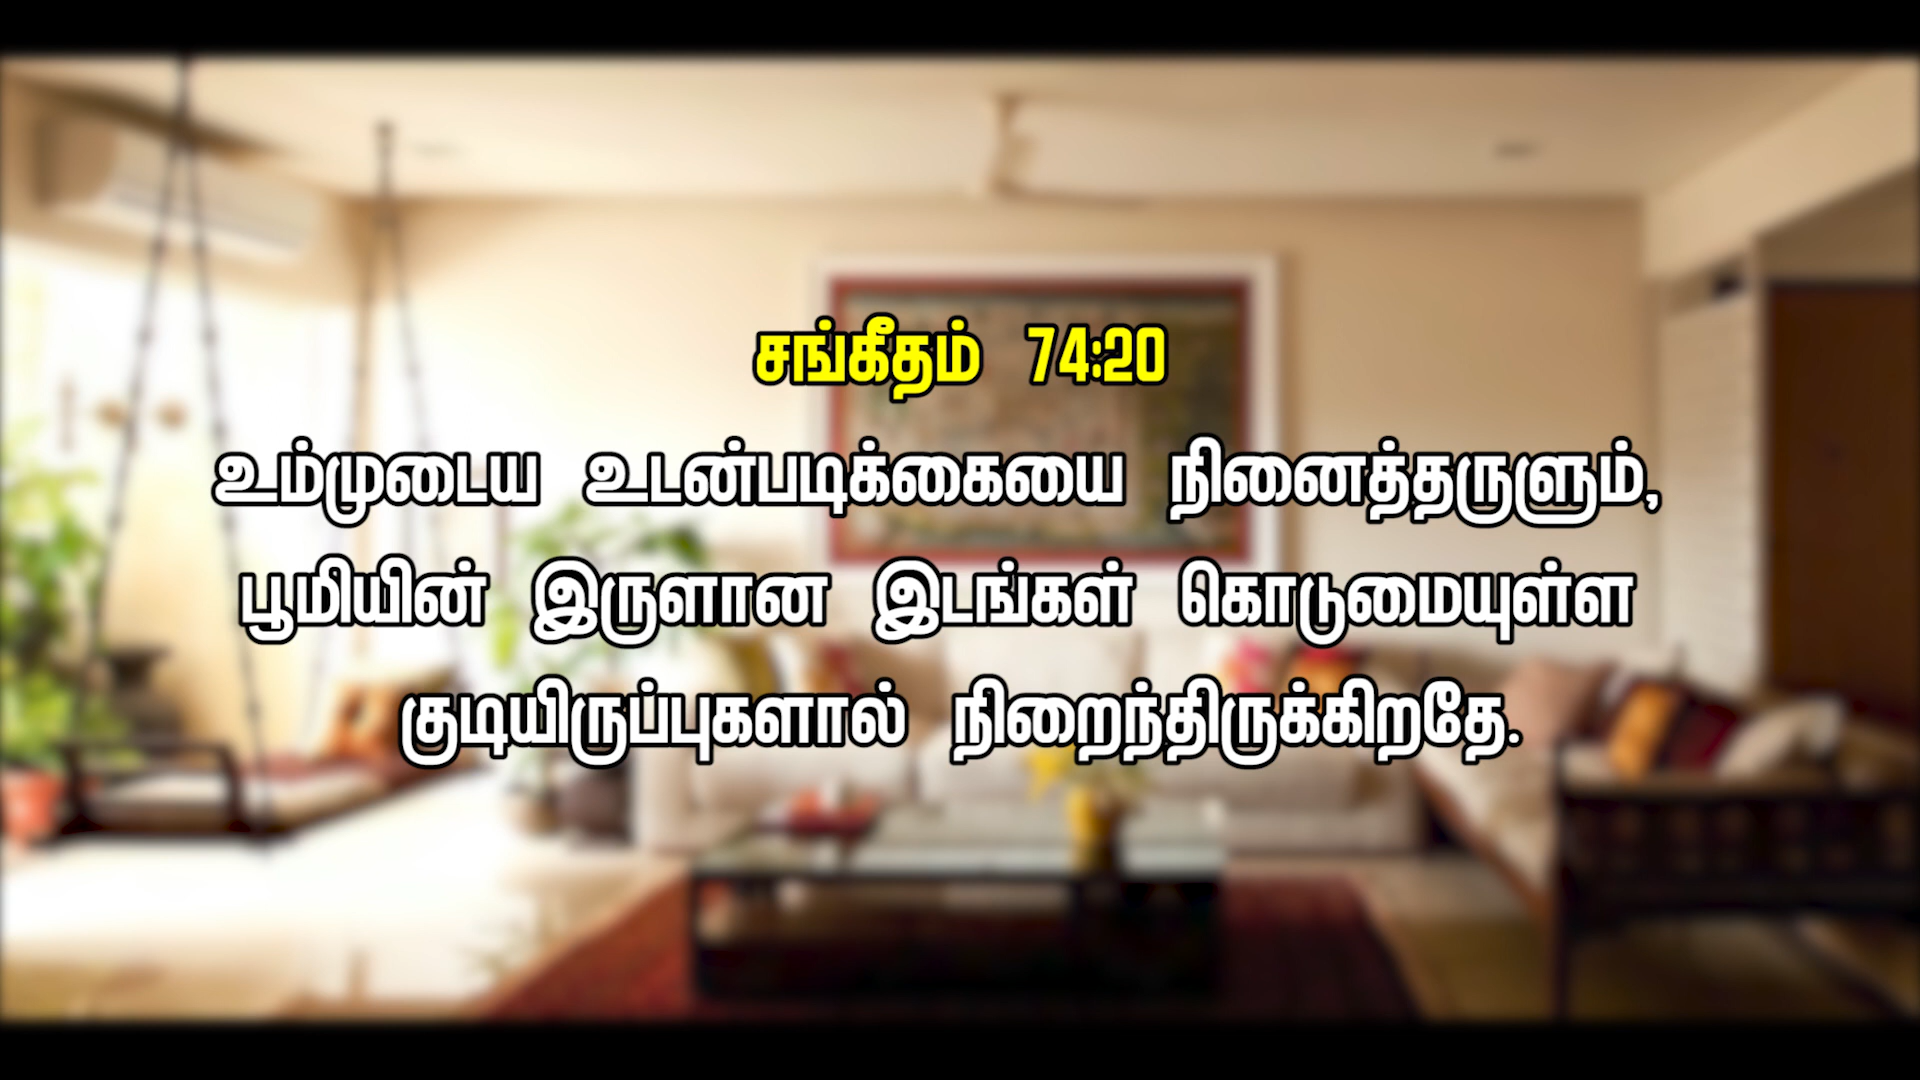 சங்கீதம் 74:20
உம்முடைய உடன்படிக்கையை நினைத்தருளும்,
பூமியின் இருளான இடங்கள் கொடுமையுள்ள
குடியிருப்புகளால் நிறைந்திருக்கிறதே.